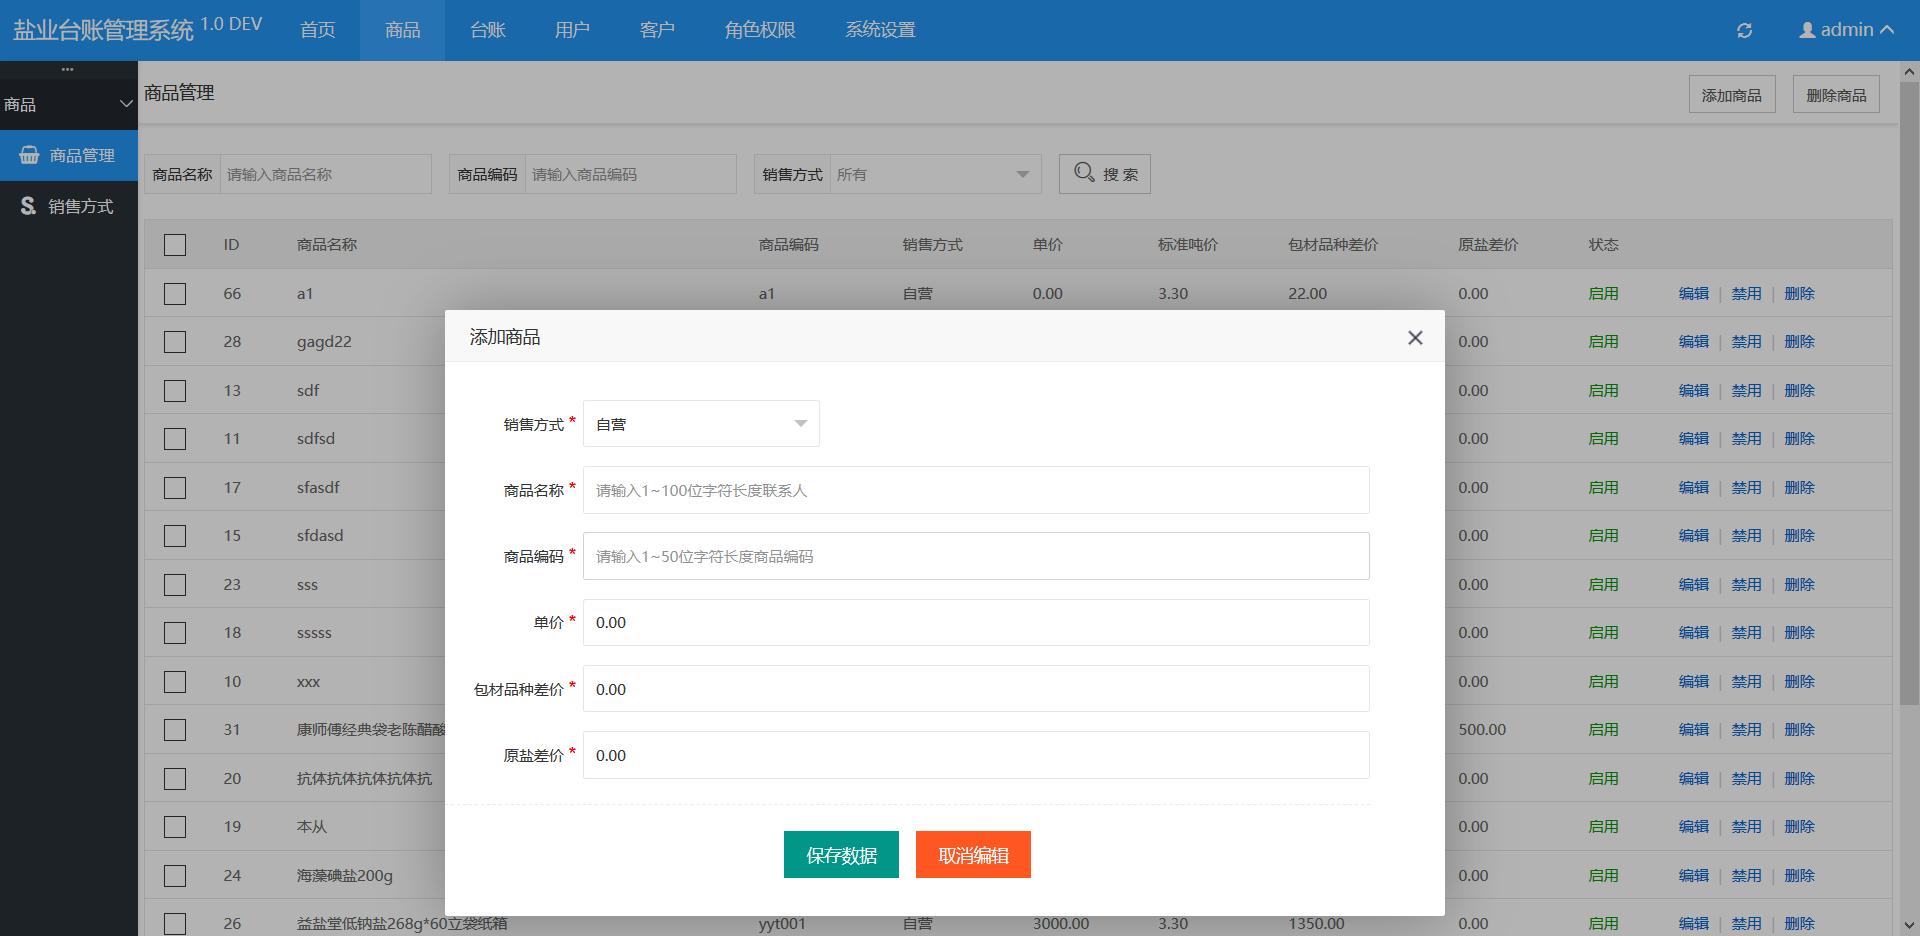 盐业台账管理系统 1.0 DEV 首页 商品 台账 用户 客户 角色权限 系统设置 admin
商品
商品管理
销售方式
商品管理 添加商品 删除商品
商品名称 请输入商品名称 商品编码 请输入商品编码 销售方式 所有 搜 索
ID 商品名称 商品编码 销售方式 单价 标准吨价 包材品种差价 原盐差价 状态
66 a1 a1 自营 0.00 3.30 22.00 0.00 启用 编辑 | 禁用 | 删除
28 gagd22 0.00 启用 编辑 | 禁用 | 删除
13 sdf 0.00 启用 编辑 | 禁用 | 删除
11 sdfsd 0.00 启用 编辑 | 禁用 | 删除
17 sfasdf 0.00 启用 编辑 | 禁用 | 删除
15 sfdasd 0.00 启用 编辑 | 禁用 | 删除
23 sss 0.00 启用 编辑 | 禁用 | 删除
18 sssss 0.00 启用 编辑 | 禁用 | 删除
10 xxx 0.00 启用 编辑 | 禁用 | 删除
31 康师傅经典袋老陈醋酸 500.00 启用 编辑 | 禁用 | 删除
20 抗体抗体抗体抗体抗 0.00 启用 编辑 | 禁用 | 删除
19 本从 0.00 启用 编辑 | 禁用 | 删除
24 海藻碘盐200g 0.00 启用 编辑 | 禁用 | 删除
26 益盐堂低钠盐268g*60立袋纸箱 yyt001 自营 3000.00 3.30 1350.00 0.00 启用 编辑 | 禁用 | 删除
添加商品
销售方式 * 自营
商品名称 * 请输入1~100位字符长度联系人
商品编码 * 请输入1~50位字符长度商品编码
单价 * 0.00
包材品种差价 * 0.00
原盐差价 * 0.00
保存数据 取消编辑